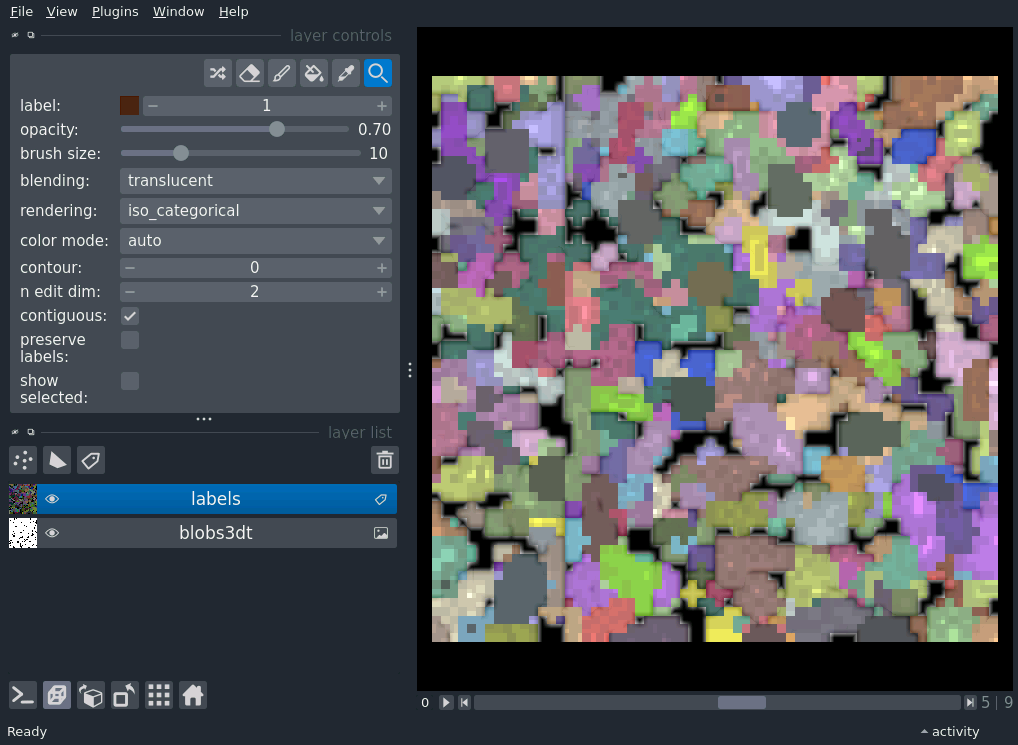 File View Plugins Window Help
layer controls
label: 1
opacity: 0.70
brush size: 10
blending: translucent
rendering: iso_categorical
color mode: auto
contour: 0
n edit dim: 2
contiguous:
preserve
labels:
show
selected:
layer list
labels
blobs3dt
0 5 | 9
Ready activity